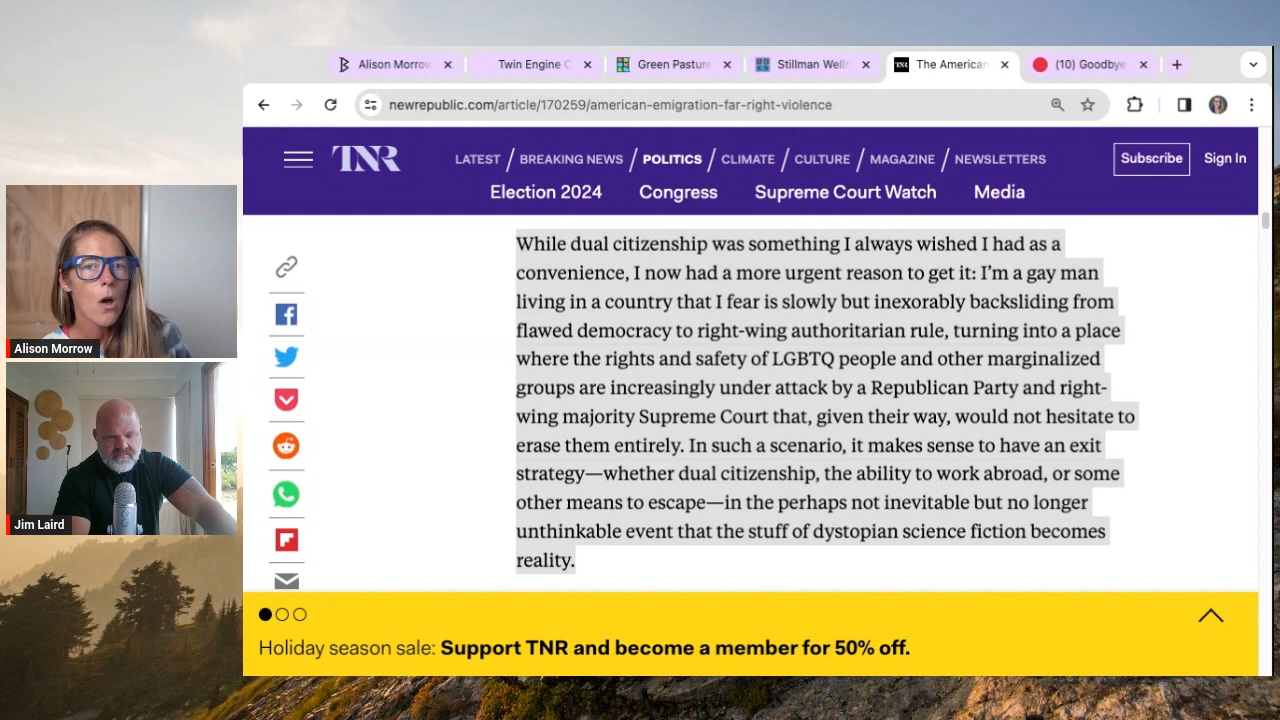 Alison Morrow
Twin Engine C
Green Pasture
Stillman Well
TNR
The American
(10) Goodbye
newrepublic.com/article/170259/american-emigration-far-right-violence
TNR
LATEST / BREAKING NEWS / POLITICS / CLIMATE / CULTURE / MAGAZINE / NEWSLETTERS
Subscribe
Sign In
Election 2024
Congress
Supreme Court Watch
Media
While dual citizenship was something I always wished I had as a
convenience, I now had a more urgent reason to get it: I’m a gay man
living in a country that I fear is slowly but inexorably backsliding from
flawed democracy to right-wing authoritarian rule, turning into a place
where the rights and safety of LGBTQ people and other marginalized
groups are increasingly under attack by a Republican Party and right-
wing majority Supreme Court that, given their way, would not hesitate to
erase them entirely. In such a scenario, it makes sense to have an exit
strategy—whether dual citizenship, the ability to work abroad, or some
other means to escape—in the perhaps not inevitable but no longer
unthinkable event that the stuff of dystopian science fiction becomes
reality.
Alison Morrow
Jim Laird
Holiday season sale: Support TNR and become a member for 50% off.